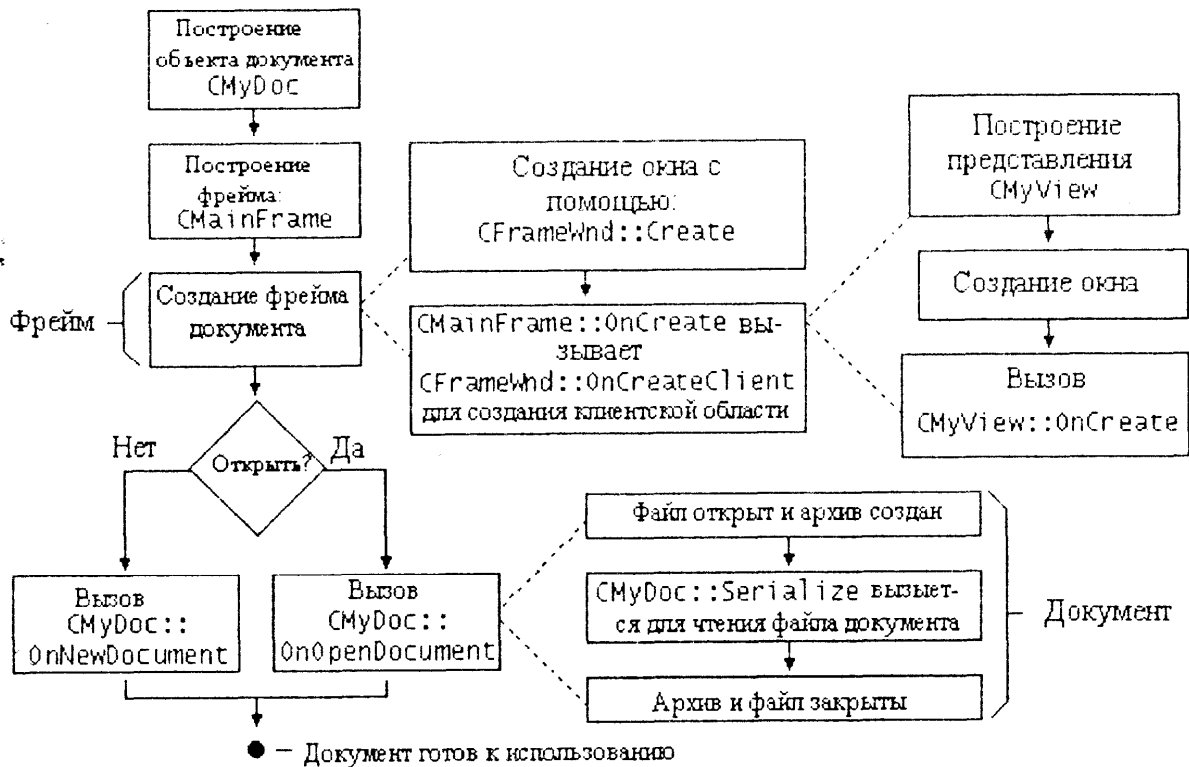 Построение
объекта документа
CMyDoc
Построение
фрейма:
CMainFrame
Создание фрейма
документа
Фрейм
Создание окна с
помощью:
CFrameWnd::Create
CMainFrame::OnCreate вы-
зывает
CFrameWnd::OnCreateClient
для создания клиентской области
Построение
представления
CMyView
Создание окна
Вызов
CMyView::OnCreate
Нет
Открыть?
Да
Вызов
CMyDoc::
OnNewDocument
Вызов
CMyDoc::
OnOpenDocument
Файл открыт и архив создан
CMyDoc::Serialize вызыет-
ся для чтения файла документа
Архив и файл закрыты
Документ
– Документ готов к использованию